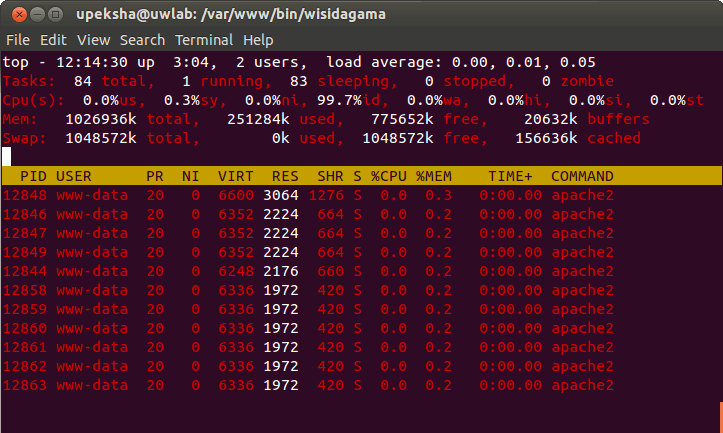 upeksha@uwlab: /var/www/bin/wisidagama
File Edit View Search Terminal Help
top - 12:14:30 up  3:04,  2 users,  load average: 0.00, 0.01, 0.05
Tasks:  84 total,   1 running,  83 sleeping,   0 stopped,   0 zombie
Cpu(s):  0.0%us,  0.3%sy,  0.0%ni, 99.7%id,  0.0%wa,  0.0%hi,  0.0%si,  0.0%st
Mem:   1026936k total,   251284k used,   775652k free,    20632k buffers
Swap:  1048572k total,        0k used,  1048572k free,   156636k cached
  PID USER      PR  NI  VIRT  RES  SHR S %CPU %MEM    TIME+  COMMAND
12848 www-data  20   0  6600 3064 1276 S  0.0  0.3   0:00.00 apache2
12846 www-data  20   0  6352 2224  664 S  0.0  0.2   0:00.00 apache2
12847 www-data  20   0  6352 2224  664 S  0.0  0.2   0:00.00 apache2
12849 www-data  20   0  6352 2224  664 S  0.0  0.2   0:00.00 apache2
12844 www-data  20   0  6248 2176  660 S  0.0  0.2   0:00.00 apache2
12858 www-data  20   0  6336 1972  420 S  0.0  0.2   0:00.00 apache2
12859 www-data  20   0  6336 1972  420 S  0.0  0.2   0:00.00 apache2
12860 www-data  20   0  6336 1972  420 S  0.0  0.2   0:00.00 apache2
12861 www-data  20   0  6336 1972  420 S  0.0  0.2   0:00.00 apache2
12862 www-data  20   0  6336 1972  420 S  0.0  0.2   0:00.00 apache2
12863 www-data  20   0  6336 1972  420 S  0.0  0.2   0:00.00 apache2